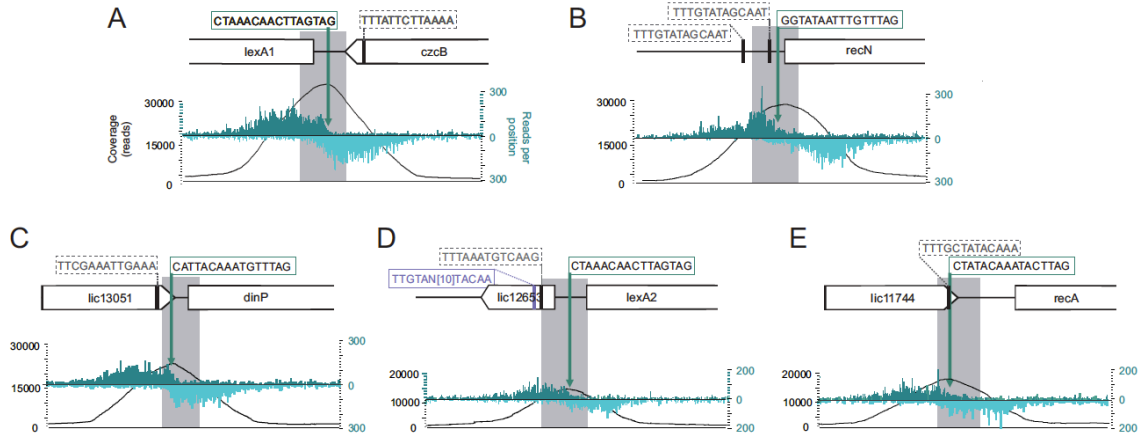 A
CTAAACAACTTAGTAG
TTTATTCTTAAAA
lexA1
czcB
30000
15000
0
Coverage
(reads)
300
0
300
Reads per
position
B
TTTGTATAGCAAT
TTTGTATAGCAAT
GGTATAATTTGTTTAG
recN
30000
15000
0
300
0
300
C
TTCGAAATTGAAA
CATTACAAATGTTTAG
lic13051
dinP
30000
15000
0
300
0
300
D
TTTAAATGTCAAG
TTGTAN[10]TACAA
CTAAACAACTTAGTAG
lic12653
lexA2
20000
10000
0
200
0
200
E
TTTGCTATACAAA
CTATACAAATACTTAG
lic11744
recA
20000
10000
0
200
0
200